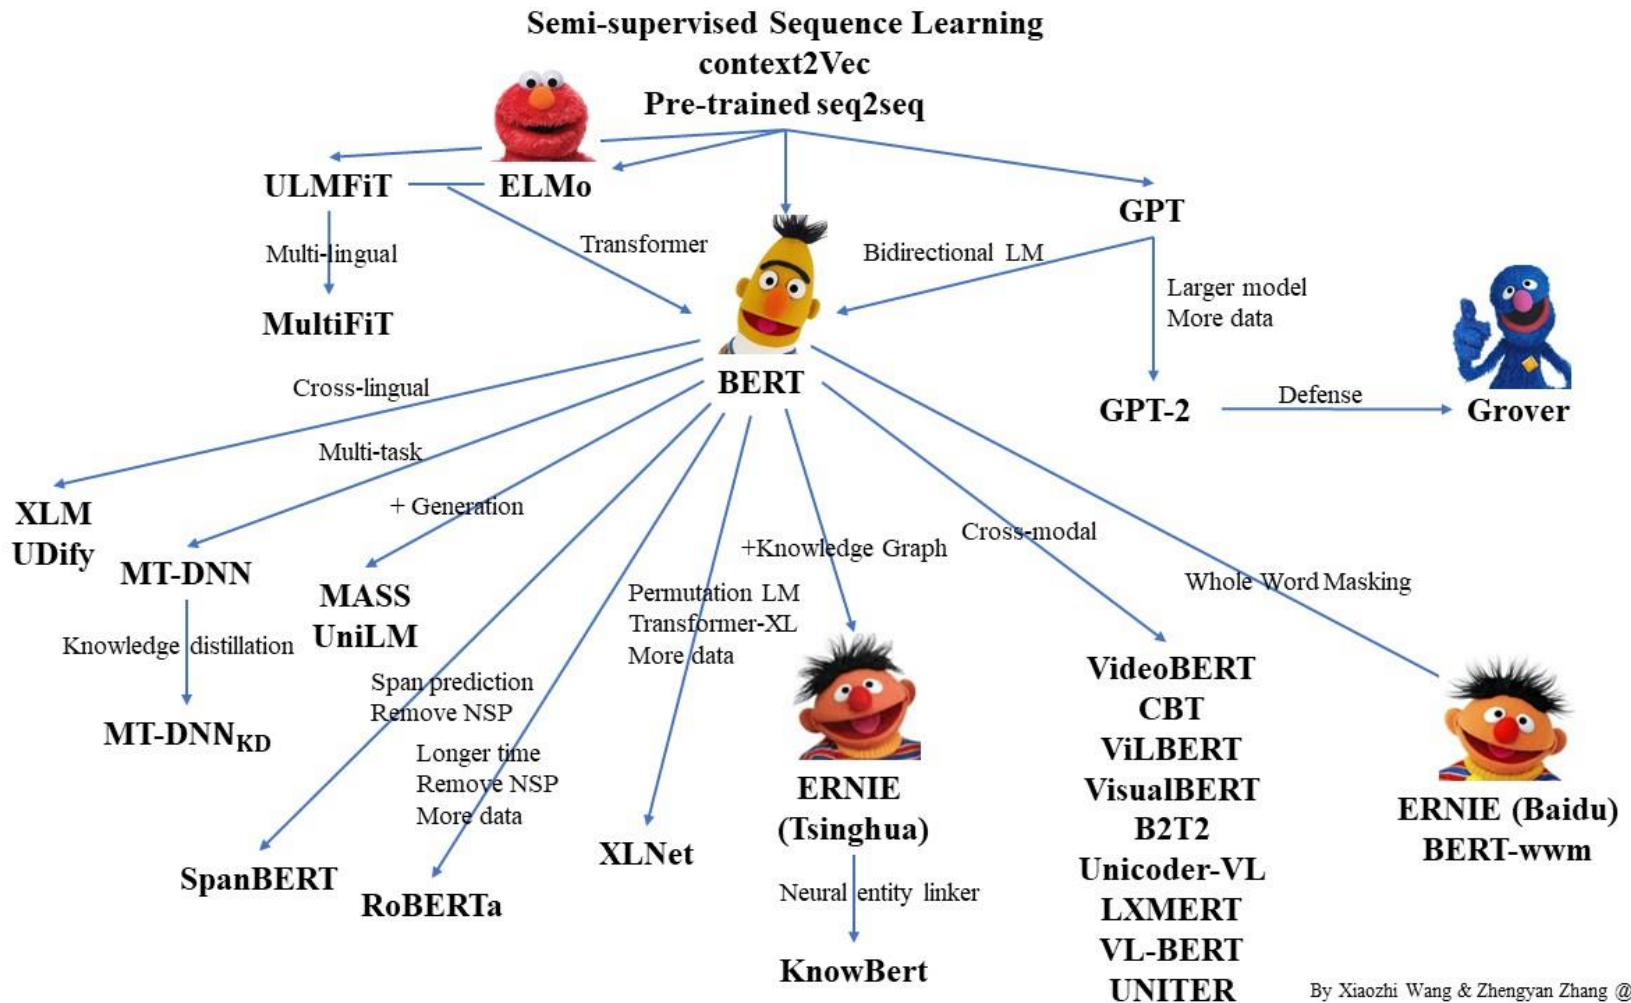 Semi-supervised Sequence Learning
context2Vec
Pre-trained seq2seq
ULMFiT
ELMo
GPT
Multi-lingual
Transformer
Bidirectional LM
Larger model
More data
MultiFiT
BERT
GPT-2
Defense
Grover
Cross-lingual
Multi-task
+ Generation
+Knowledge Graph
Cross-modal
Whole Word Masking
XLM
UDify
MT-DNN
MASS
UniLM
Knowledge distillation
MT-DNNKD
Permutation LM
Transformer-XL
More data
Span prediction
Remove NSP
Longer time
Remove NSP
More data
SpanBERT
RoBERTa
XLNet
ERNIE
(Tsinghua)
Neural entity linker
KnowBert
VideoBERT
CBT
ViLBERT
VisualBERT
B2T2
Unicoder-VL
LXMERT
VL-BERT
UNITER
ERNIE (Baidu)
BERT-wwm
By Xiaozhi Wang & Zhengyan Zhang @